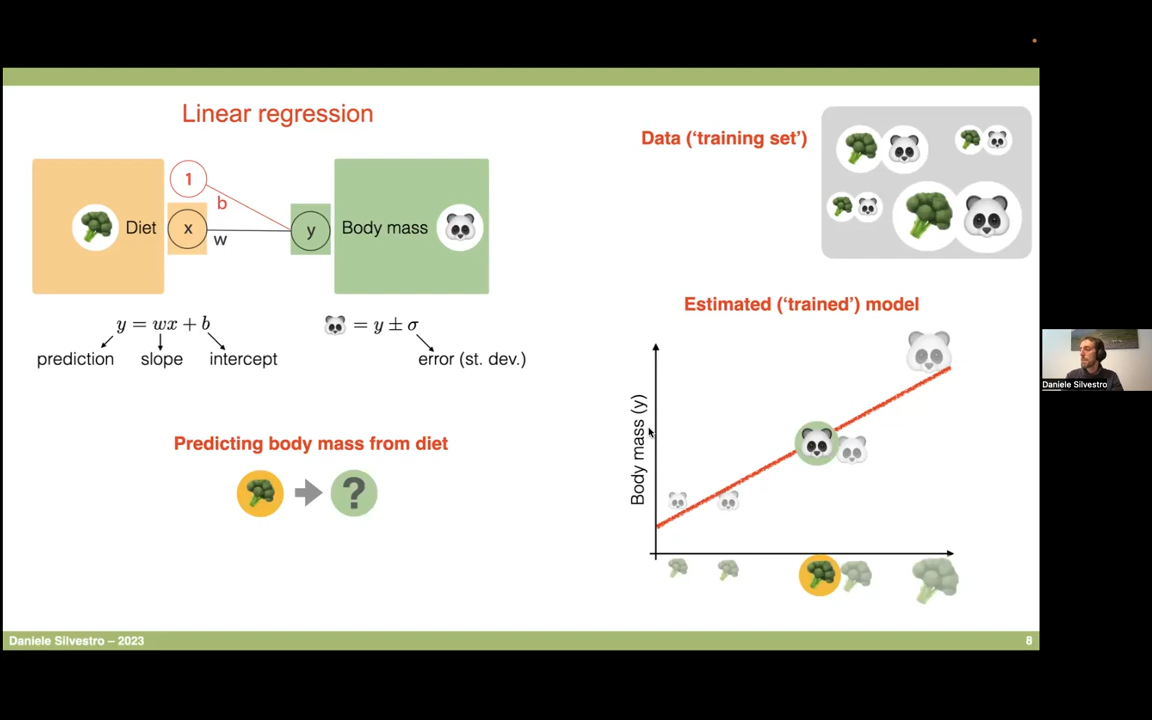 Linear regression
1
b
Diet
x
w
y
Body mass
y = wx + b
prediction
slope
intercept
= y ± σ
error (st. dev.)
Predicting body mass from diet
?
Data (‘training set’)
Estimated (‘trained’) model
Body mass (y)
Daniele Silvestro
Daniele Silvestro – 2023
8